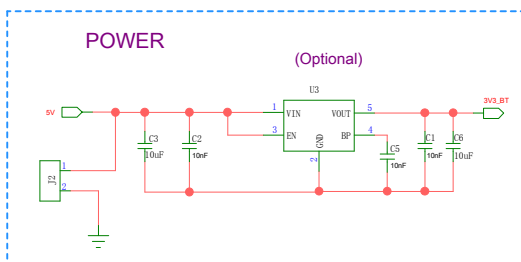 POWER
(Optional)
U3
5V
1
VIN
VOUT
5
3V3_BT
3
EN
BP
4
GND
2
C3
10uF
C2
10nF
C5
10nF
C1
10nF
C6
10uF
J2
1
2